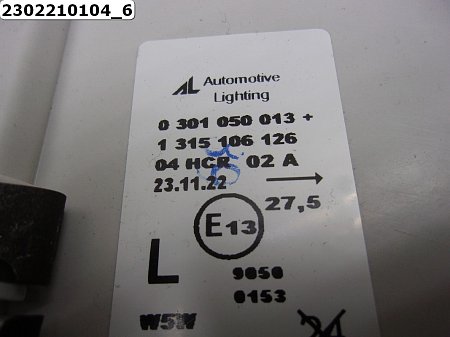 2302210104_6
AL Automotive
Lighting
0 301 050 013 +
1 315 106 126
04 HCR 02 A
23.11.22
27,5
E13
L
9050
0153
W5W